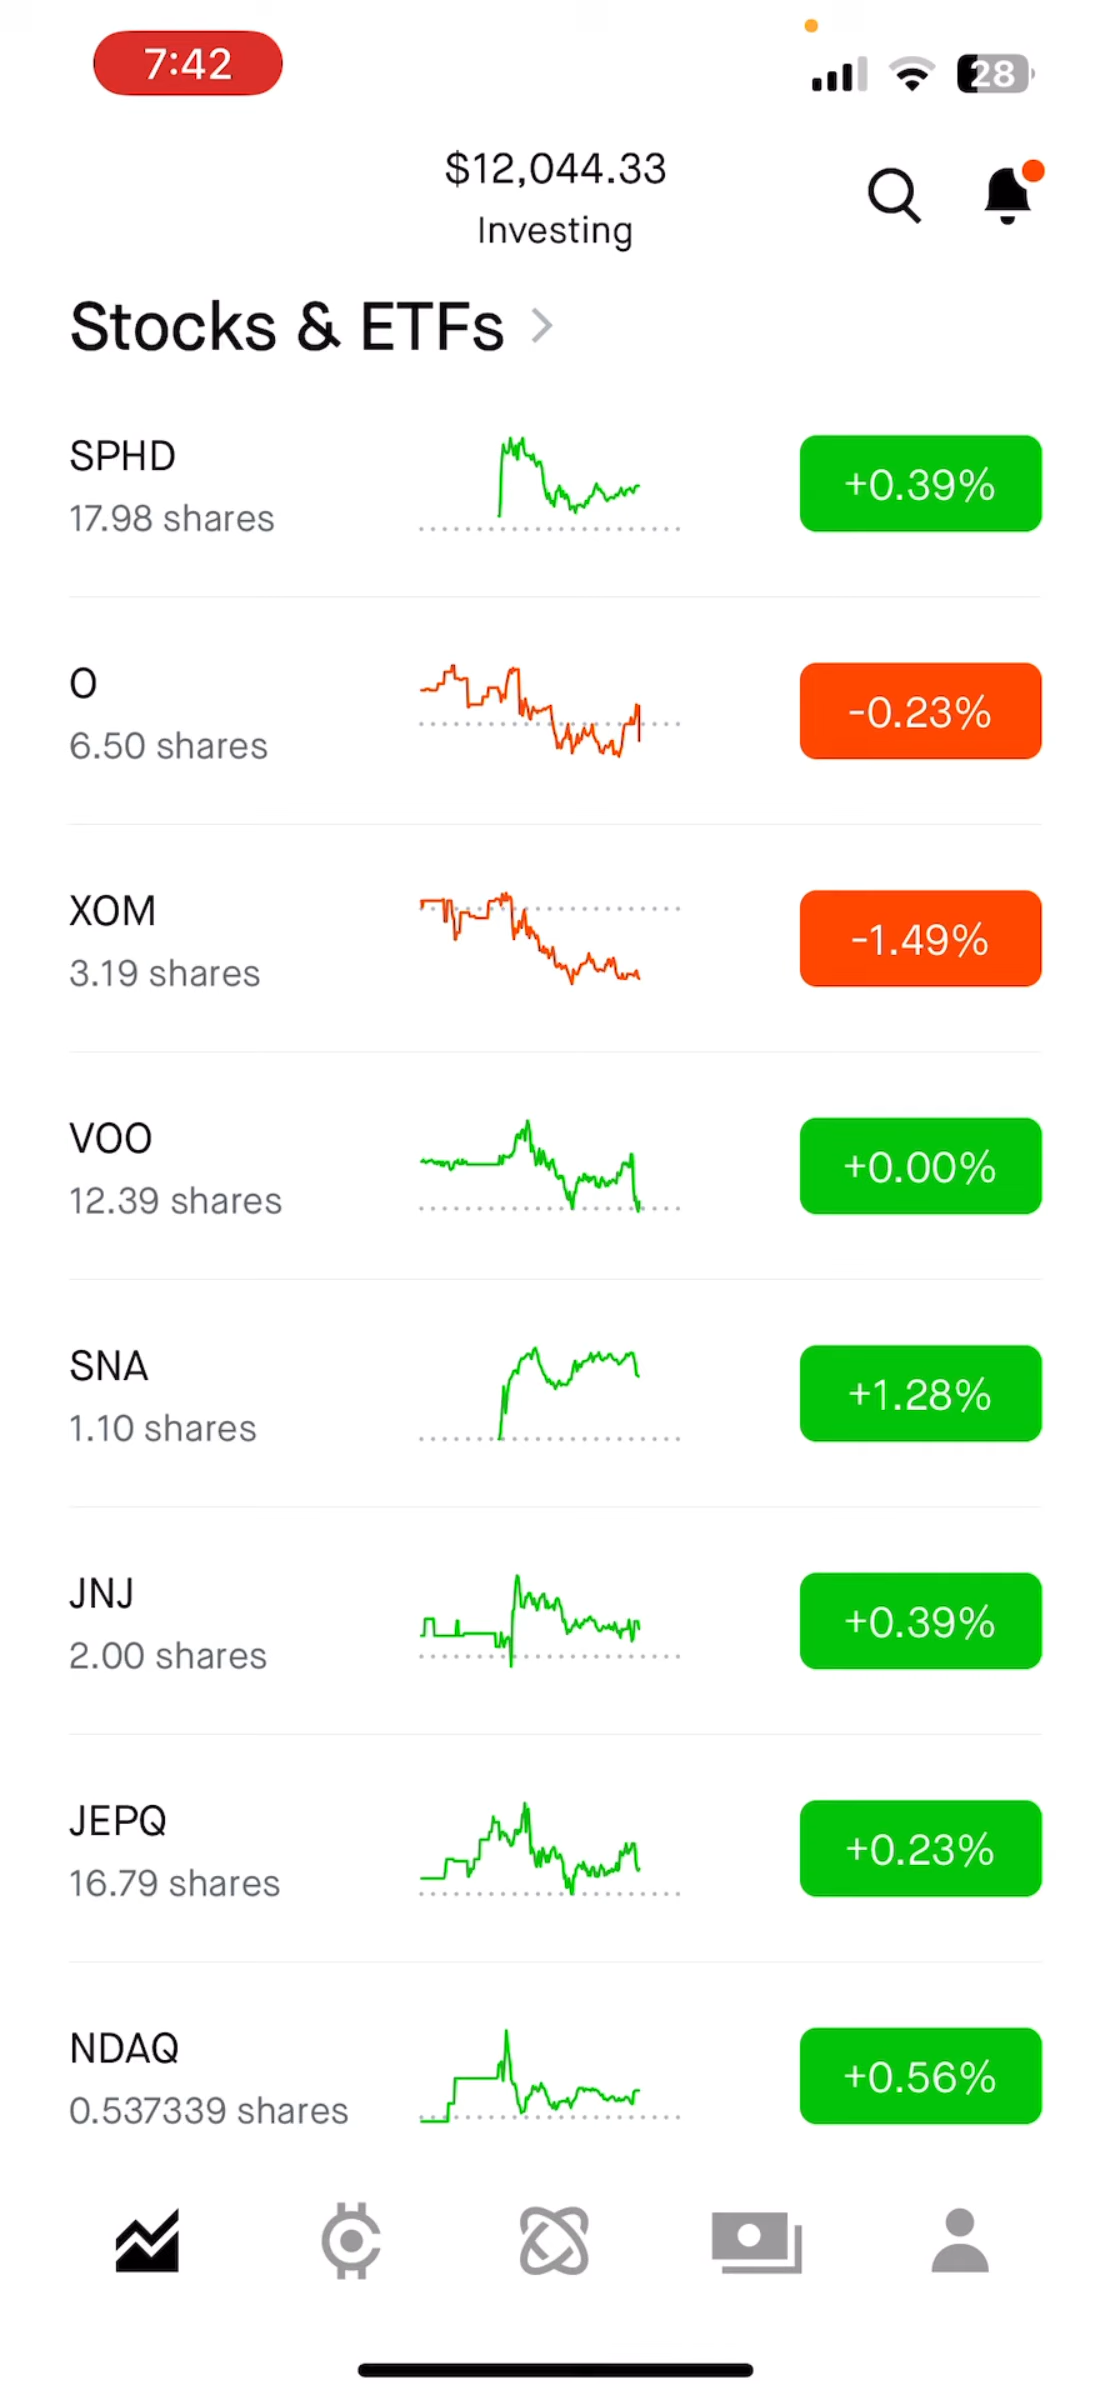 7:42
28
$12,044.33
Investing
Stocks & ETFs
SPHD
17.98 shares
+0.39%
O
6.50 shares
-0.23%
XOM
3.19 shares
-1.49%
VOO
12.39 shares
+0.00%
SNA
1.10 shares
+1.28%
JNJ
2.00 shares
+0.39%
JEPQ
16.79 shares
+0.23%
NDAQ
0.537339 shares
+0.56%